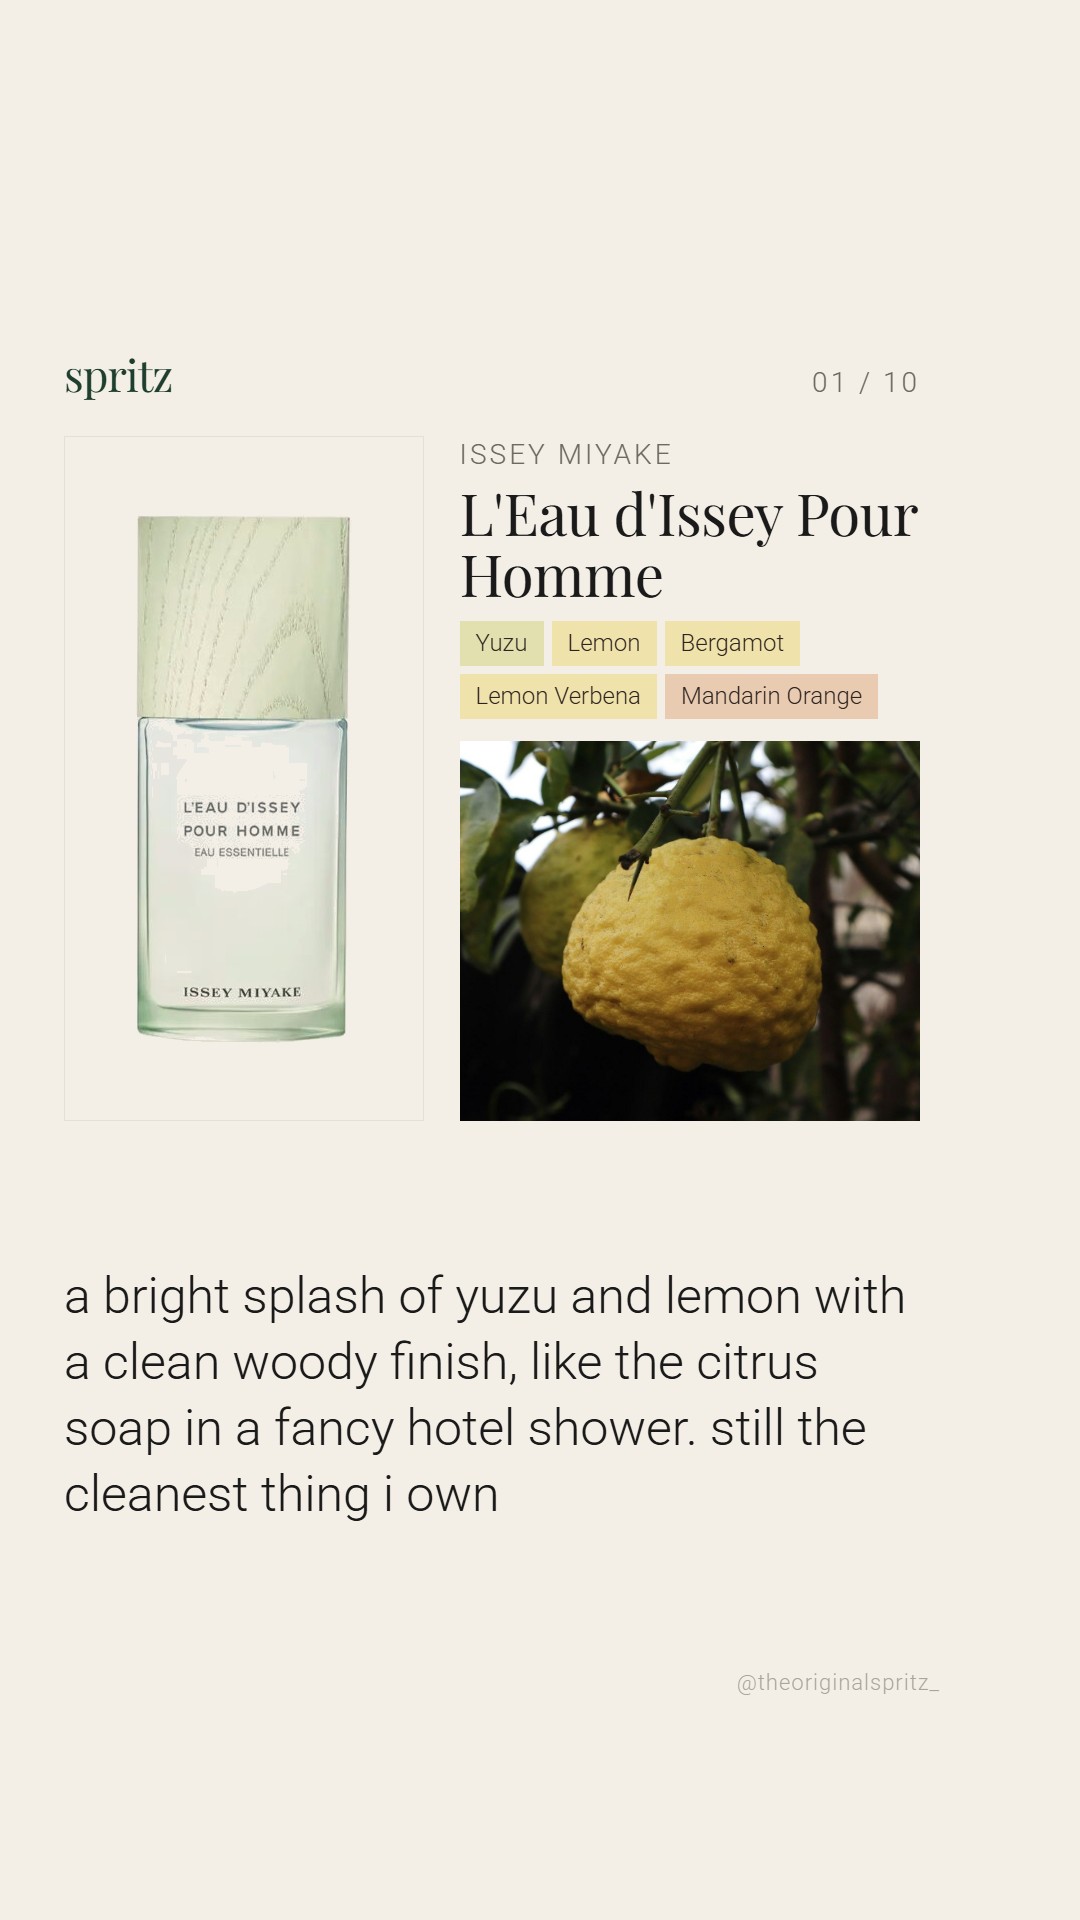 spritz
01 / 10
ISSEY MIYAKE
L'Eau d'Issey Pour
Homme
Yuzu
Lemon
Bergamot
Lemon Verbena
Mandarin Orange
L'EAU D'ISSEY
POUR HOMME
EAU ESSENTIELLE
ISSEY MIYAKE
a bright splash of yuzu and lemon with
a clean woody finish, like the citrus
soap in a fancy hotel shower. still the
cleanest thing i own
@theoriginalspritz_